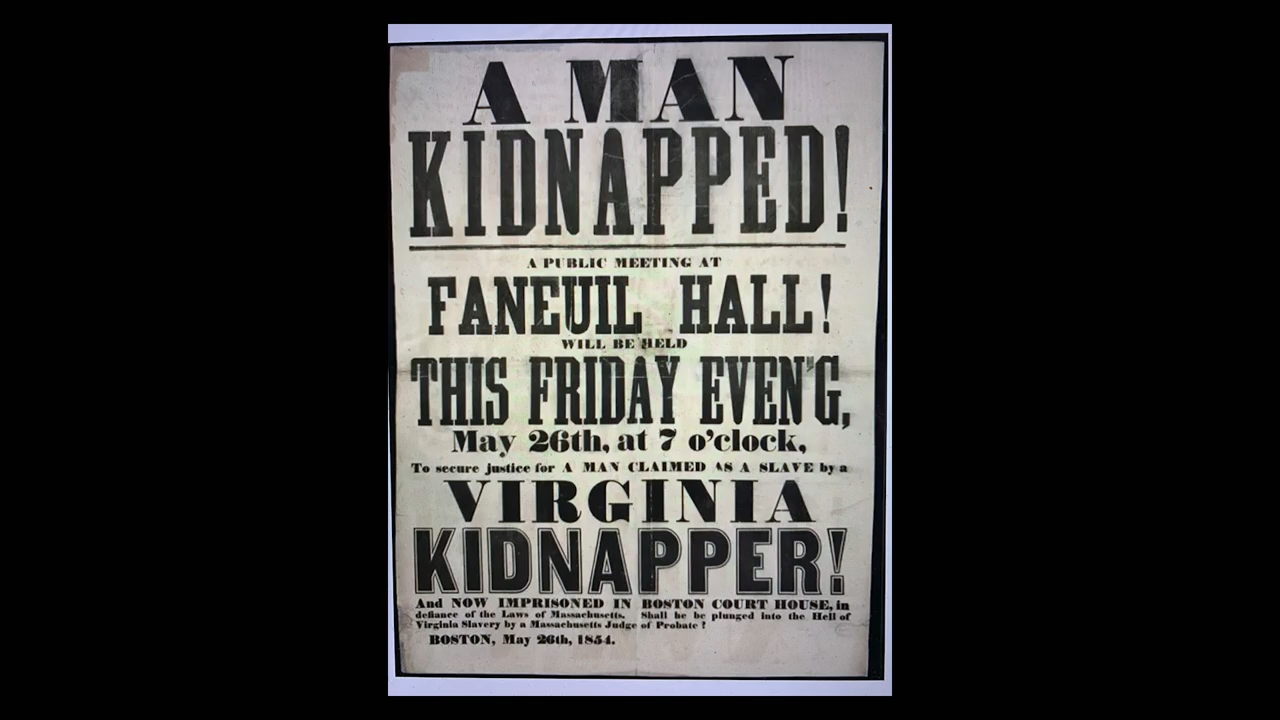 A MAN
KIDNAPPED!
A PUBLIC MEETING AT
FANEUIL HALL!
WILL BE HELD
THIS FRIDAY EVEN'G,
May 26th, at 7 o'clock,
To secure justice for A MAN CLAIMED AS A SLAVE by a
VIRGINIA
KIDNAPPER!
And NOW IMPRISONED IN BOSTON COURT HOUSE, in
defiance of the Laws of Massachusetts. Shall he be plunged into the Hell of
Virginia Slavery by a Massachusetts Judge of Probate?
BOSTON, May 26th, 1854.